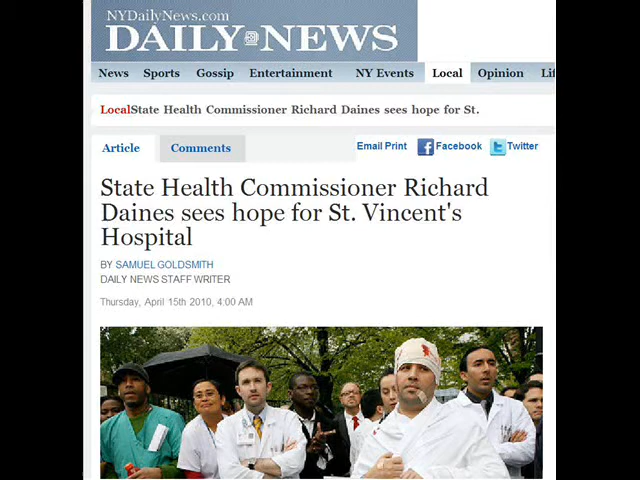 NYDailyNews.com
DAILY NEWS
News Sports Gossip Entertainment NY Events Local Opinion
LocalState Health Commissioner Richard Daines sees hope for St.
Article Comments Email Print Facebook Twitter
State Health Commissioner Richard
Daines sees hope for St. Vincent's
Hospital
BY SAMUEL GOLDSMITH
DAILY NEWS STAFF WRITER
Thursday, April 15th 2010, 4:00 AM